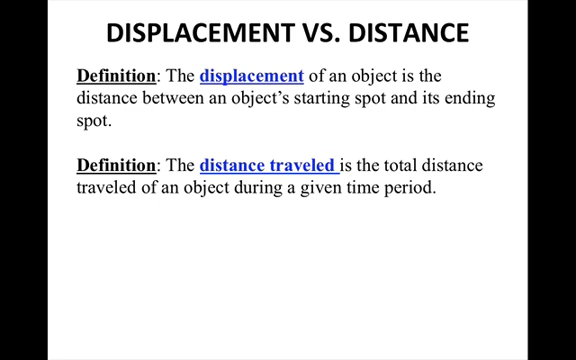 DISPLACEMENT VS. DISTANCE
Definition: The displacement of an object is the
distance between an object’s starting spot and its ending
spot.
Definition: The distance traveled is the total distance
traveled of an object during a given time period.